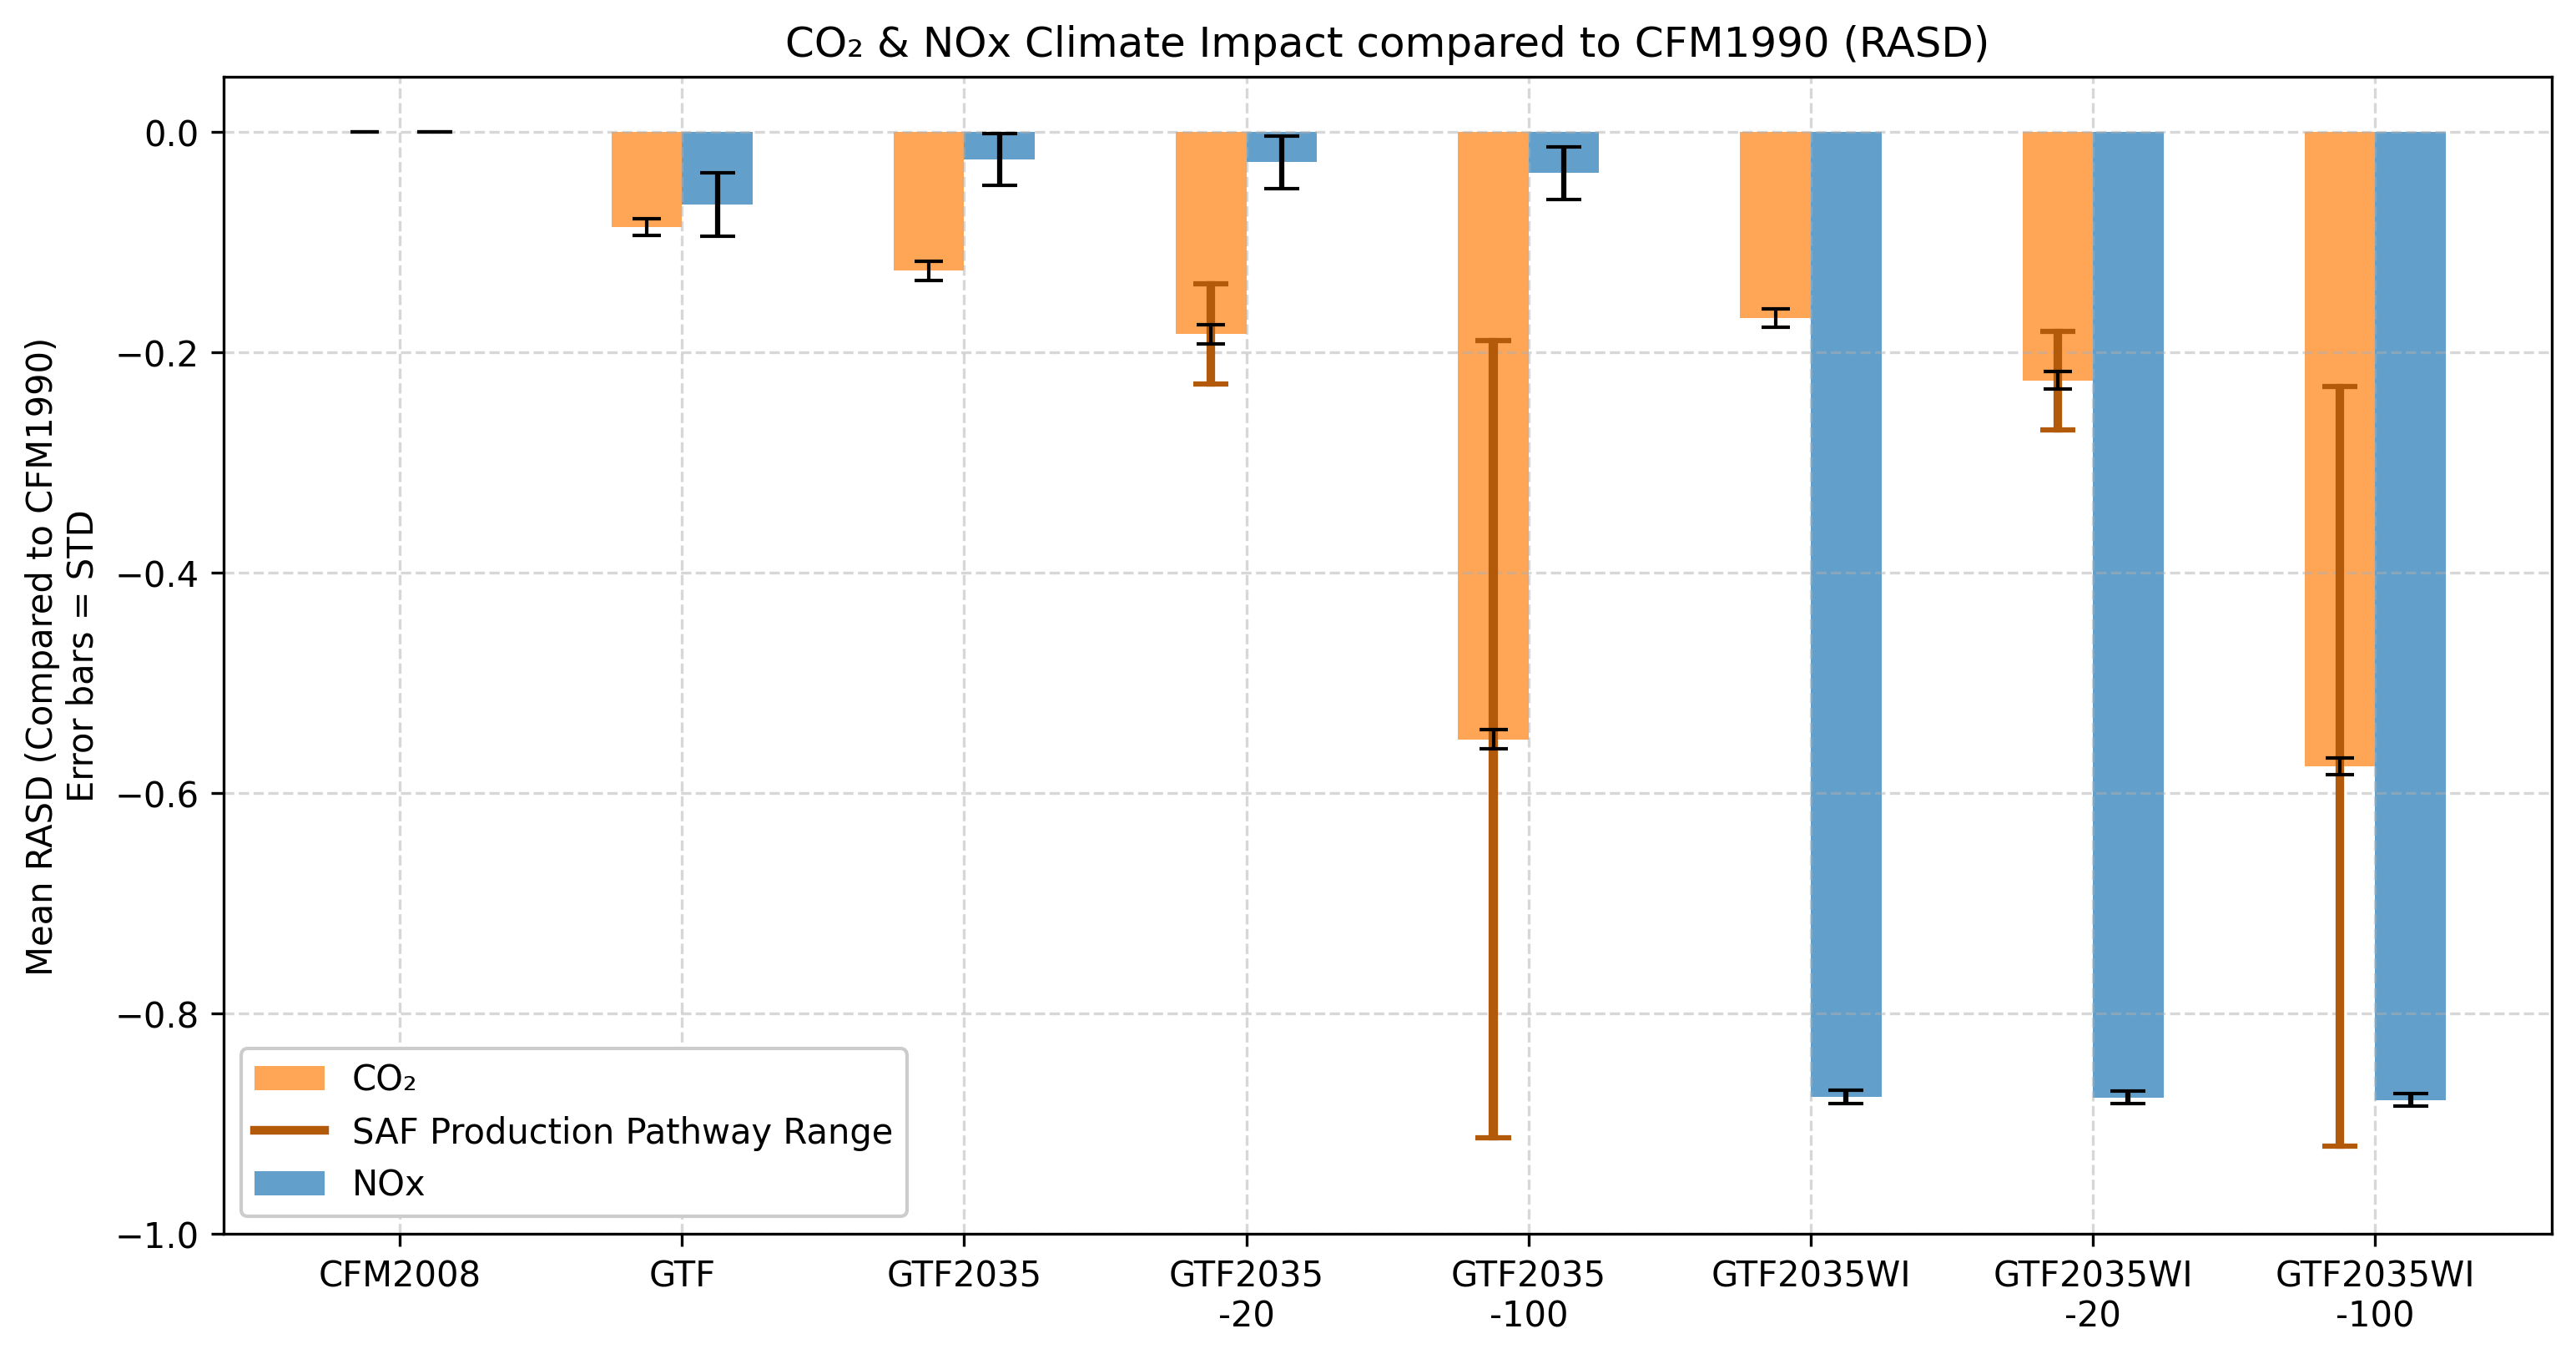 CO₂ & NOx Climate Impact compared to CFM1990 (RASD)
Mean RASD (Compared to CFM1990)
Error bars = STD
0.0
−0.2
−0.4
−0.6
−0.8
−1.0
CO₂
SAF Production Pathway Range
NOx
CFM2008
GTF
GTF2035
GTF2035
-20
GTF2035
-100
GTF2035WI
GTF2035WI
-20
GTF2035WI
-100